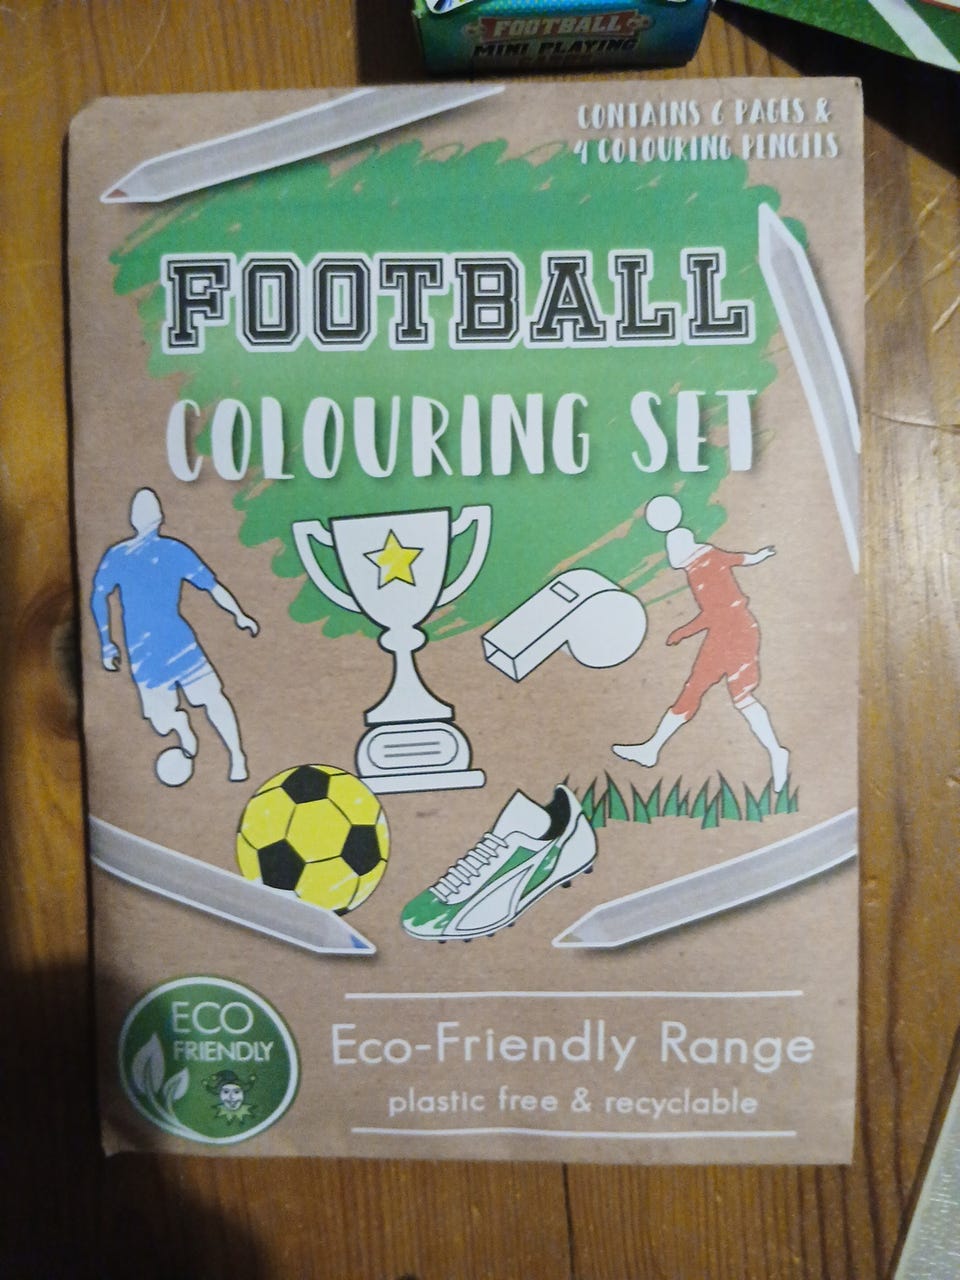 FOOTBALL
MINI PLAYING
CARDS
CONTAINS 6 PAGES &
4 COLOURING PENCILS
FOOTBALL
COLOURING SET
ECO
FRIENDLY
Eco-Friendly Range
plastic free & recyclable